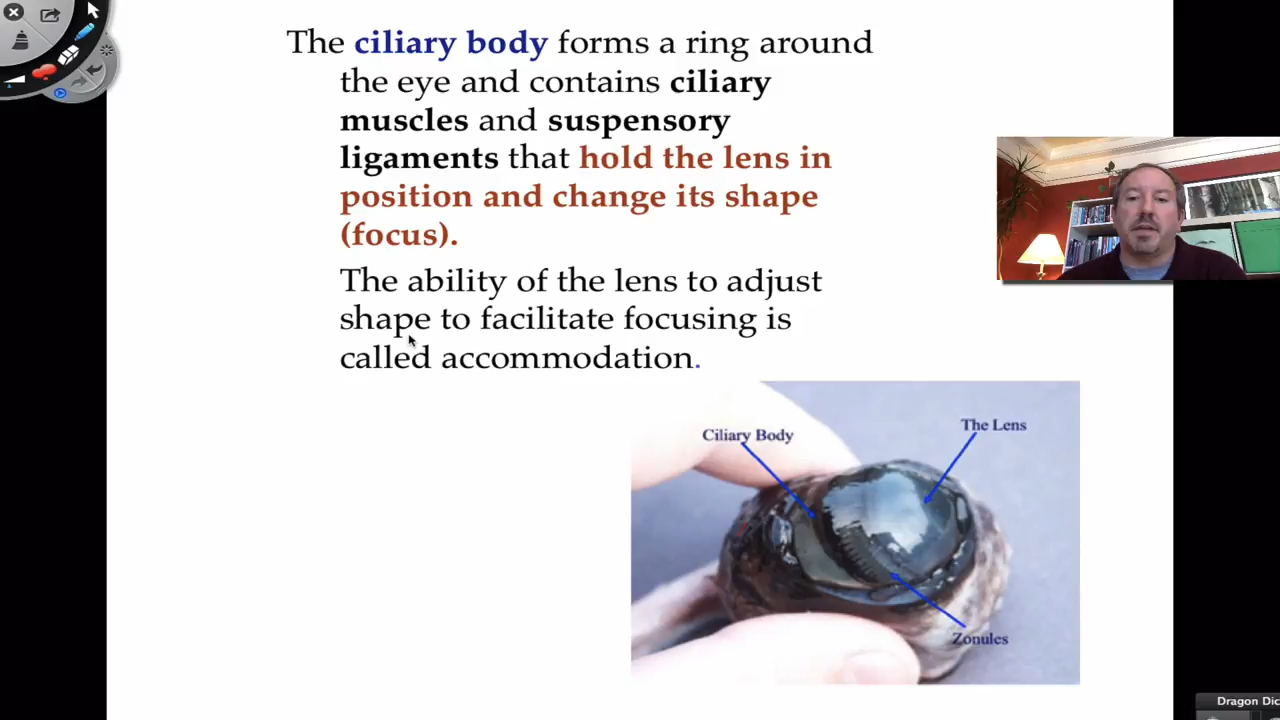 The ciliary body forms a ring around
the eye and contains ciliary
muscles and suspensory
ligaments that hold the lens in
position and change its shape
(focus).
The ability of the lens to adjust
shape to facilitate focusing is
called accommodation.
Ciliary Body
The Lens
Zonules
Dragon Dic